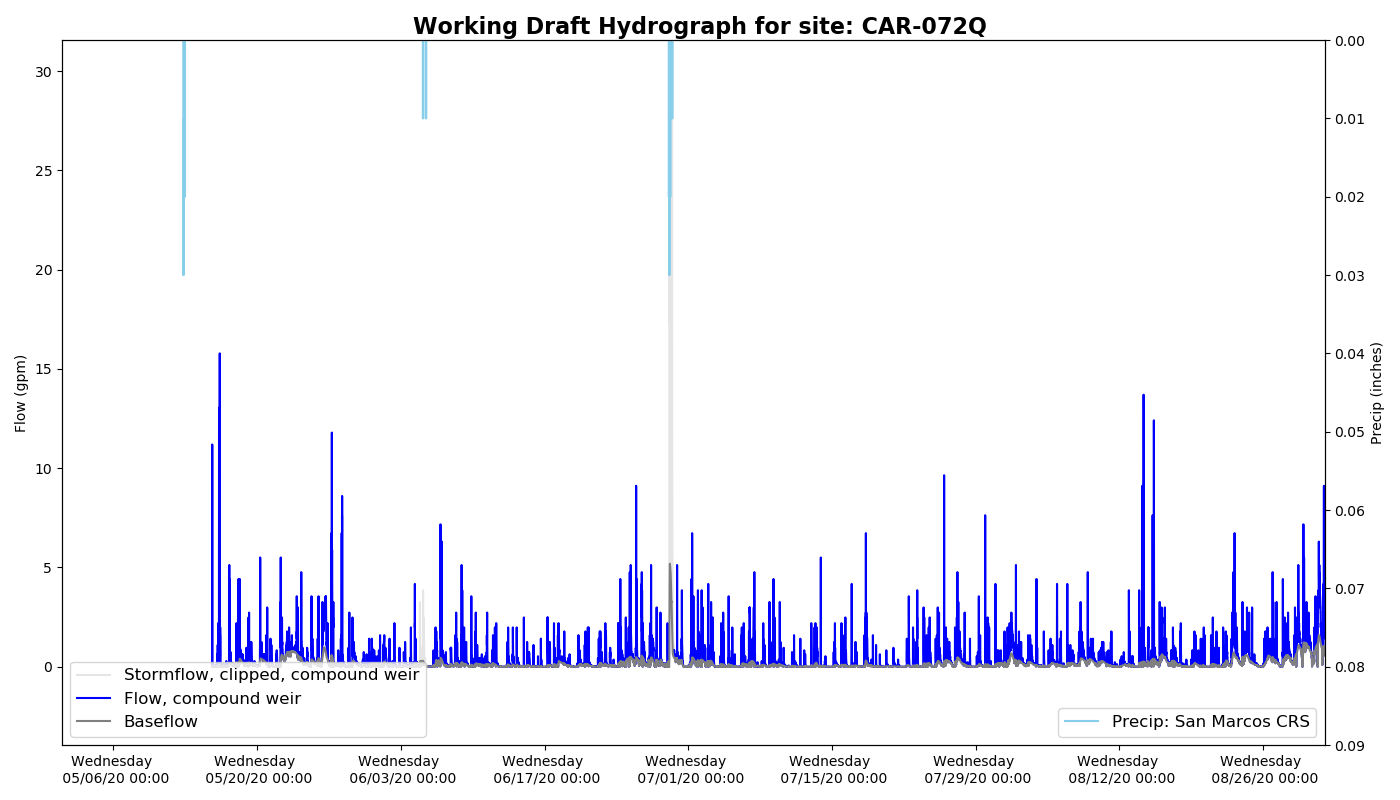 Working Draft Hydrograph for site: CAR-072Q
30
25
20
15
10
5
0
Flow (gpm)
0.00
0.01
0.02
0.03
0.04
0.05
0.06
0.07
0.08
0.09
Precip (inches)
Stormflow, clipped, compound weir
Flow, compound weir
Baseflow
Precip: San Marcos CRS
Wednesday
05/06/20 00:00
Wednesday
05/20/20 00:00
Wednesday
06/03/20 00:00
Wednesday
06/17/20 00:00
Wednesday
07/01/20 00:00
Wednesday
07/15/20 00:00
Wednesday
07/29/20 00:00
Wednesday
08/12/20 00:00
Wednesday
08/26/20 00:00